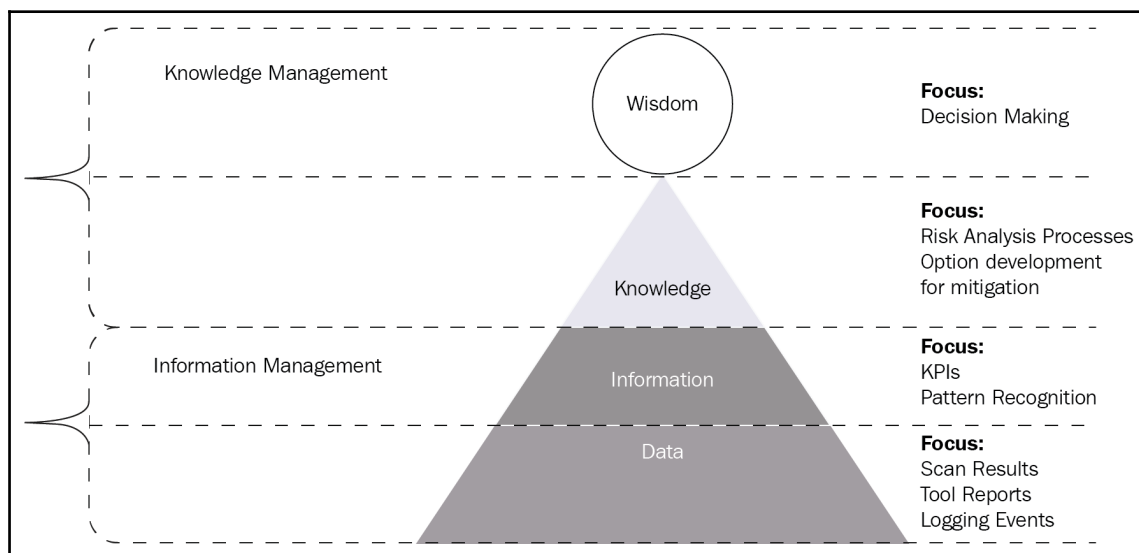 Knowledge Management
Wisdom
Focus:
Decision Making
Focus:
Risk Analysis Processes
Option development
for mitigation
Knowledge
Information Management
Focus:
KPIs
Pattern Recognition
Information
Data
Focus:
Scan Results
Tool Reports
Logging Events